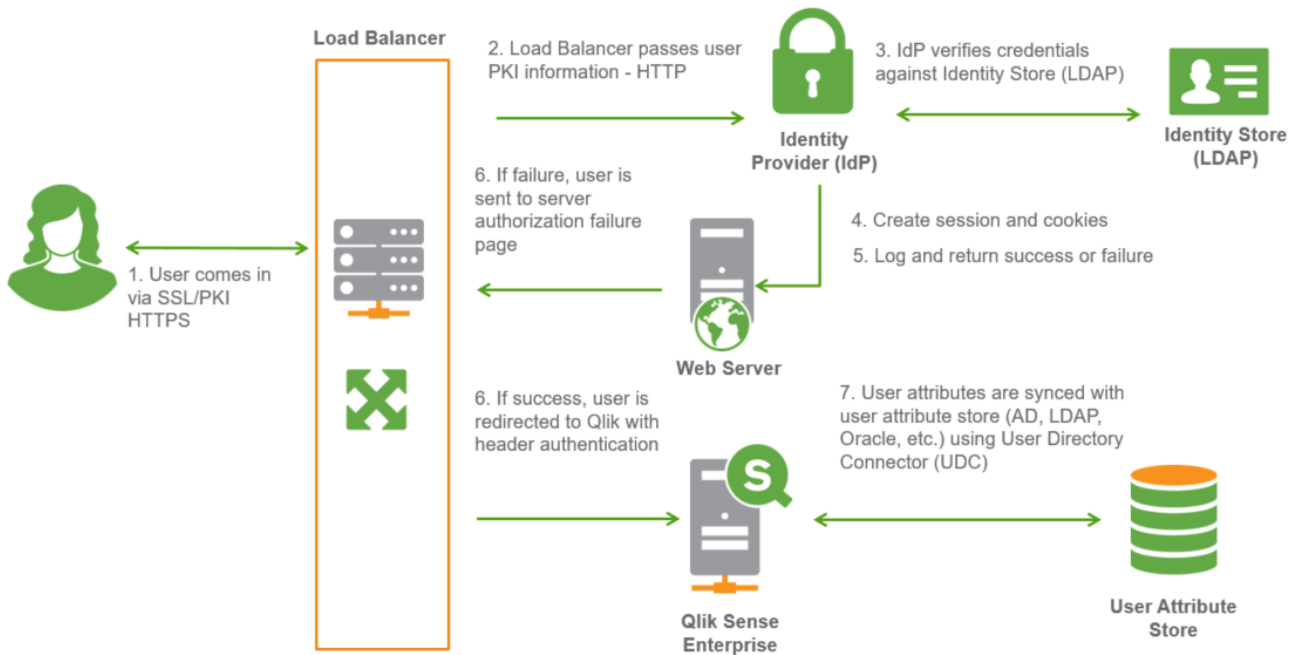 Load Balancer
2. Load Balancer passes user
PKI information - HTTP
3. IdP verifies credentials
against Identity Store (LDAP)
Identity
Provider (IdP)
Identity Store
(LDAP)
6. If failure, user is
sent to server
authorization failure
page
4. Create session and cookies
5. Log and return success or failure
1. User comes in
via SSL/PKI
HTTPS
Web Server
6. If success, user is
redirected to Qlik with
header authentication
7. User attributes are synced with
user attribute store (AD, LDAP,
Oracle, etc.) using User Directory
Connector (UDC)
S
Qlik Sense
Enterprise
User Attribute
Store